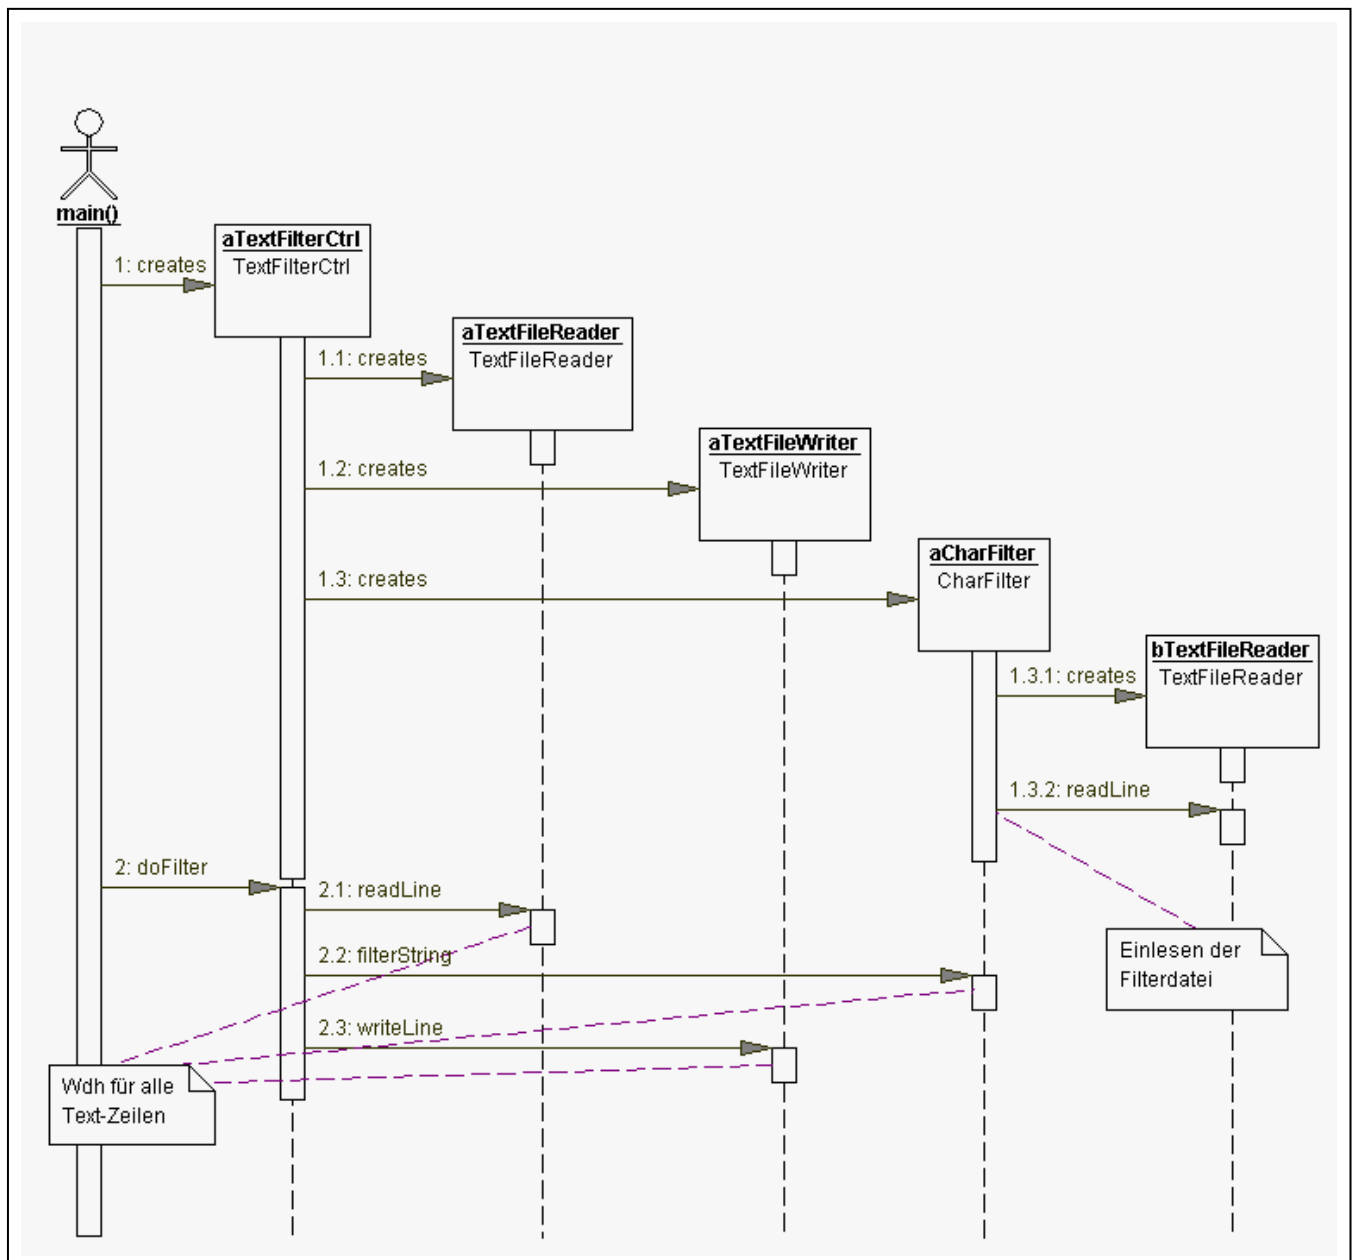 main()
aTextFilterCtrl
TextFilterCtrl
1: creates
aTextFileReader
TextFileReader
1.1: creates
aTextFileWriter
TextFileWriter
1.2: creates
aCharFilter
CharFilter
1.3: creates
bTextFileReader
TextFileReader
1.3.1: creates
1.3.2: readLine
2: doFilter
2.1: readLine
2.2: filterString
Einlesen der
Filterdatei
2.3: writeLine
Wdh für alle
Text-Zeilen